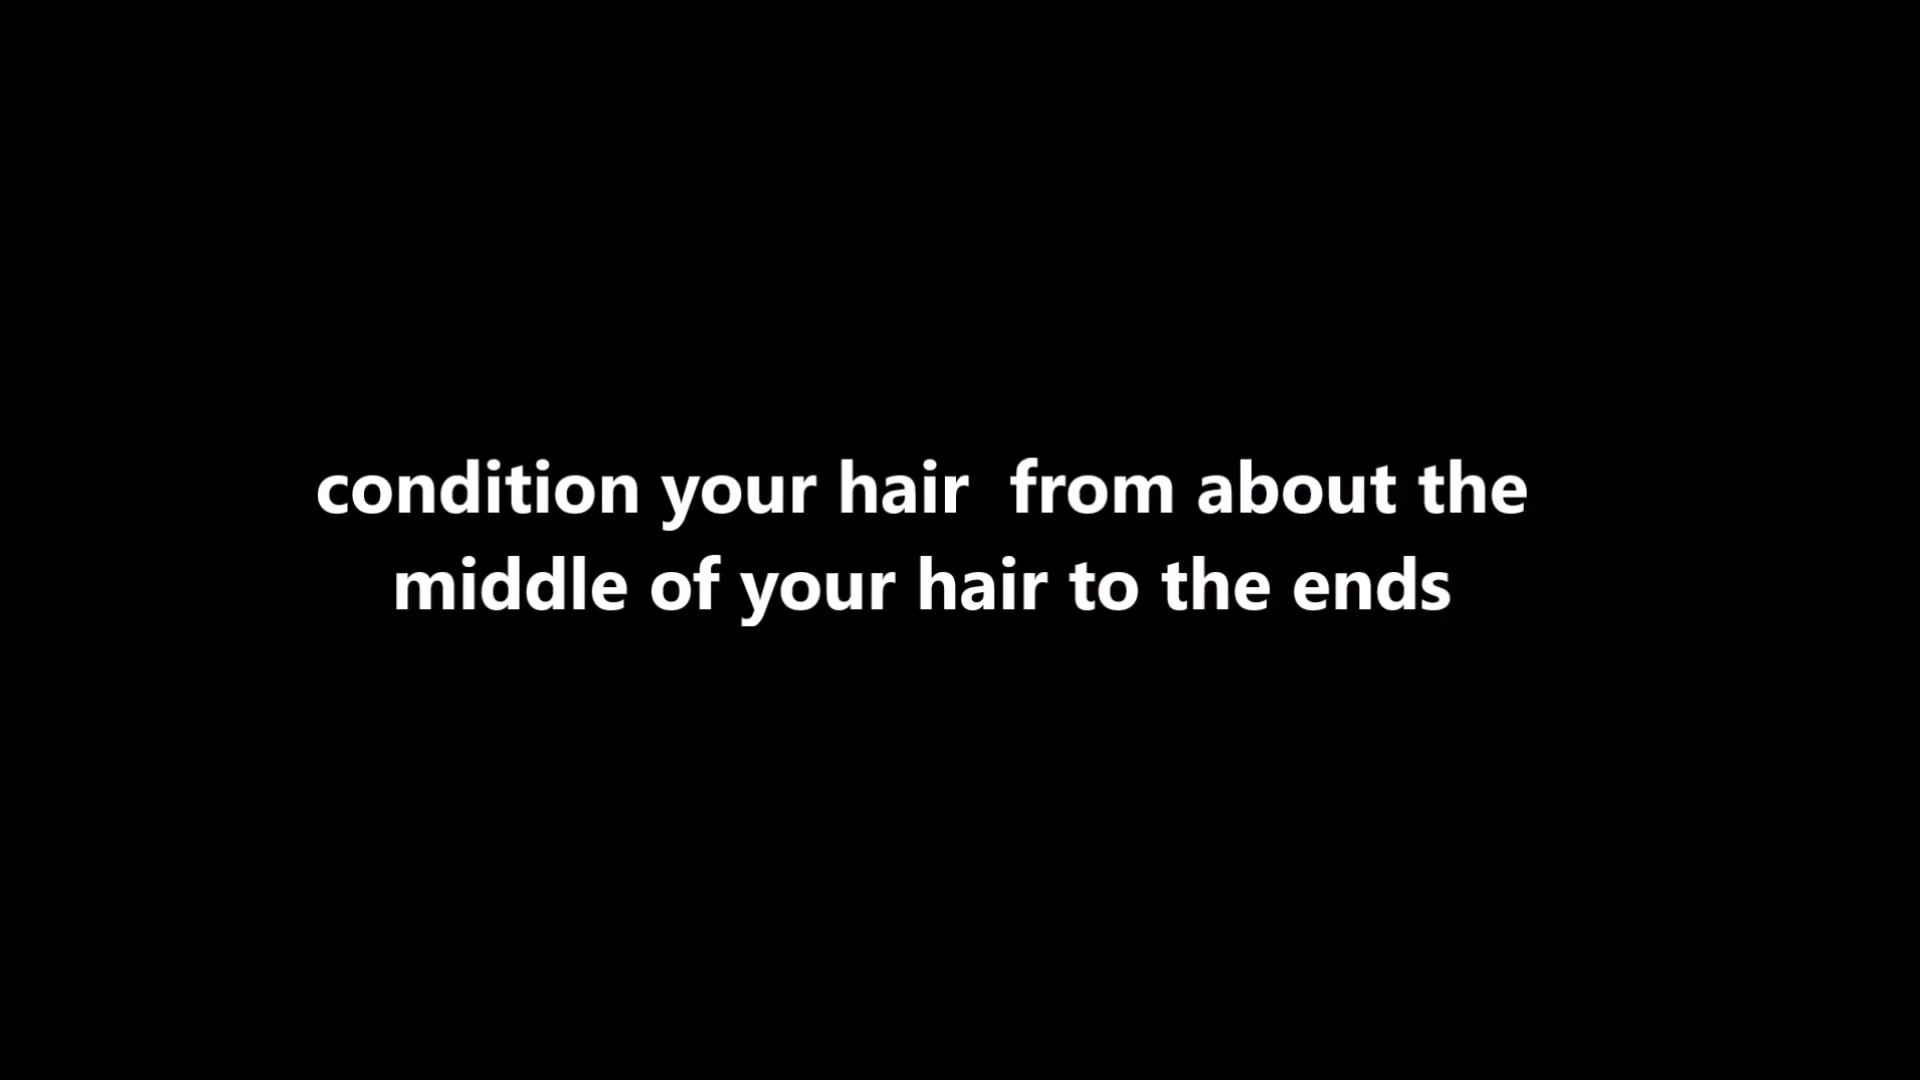 condition your hair  from about the
middle of your hair to the ends